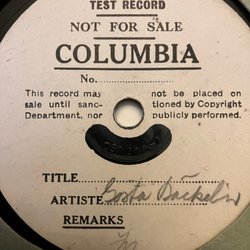 TEST RECORD
NOT FOR SALE
COLUMBIA
No.
This record may not be placed on
sale until sanctioned by Copyright
Department, nor publicly performed.
TITLE
ARTISTE Gösta Bäckelin
REMARKS